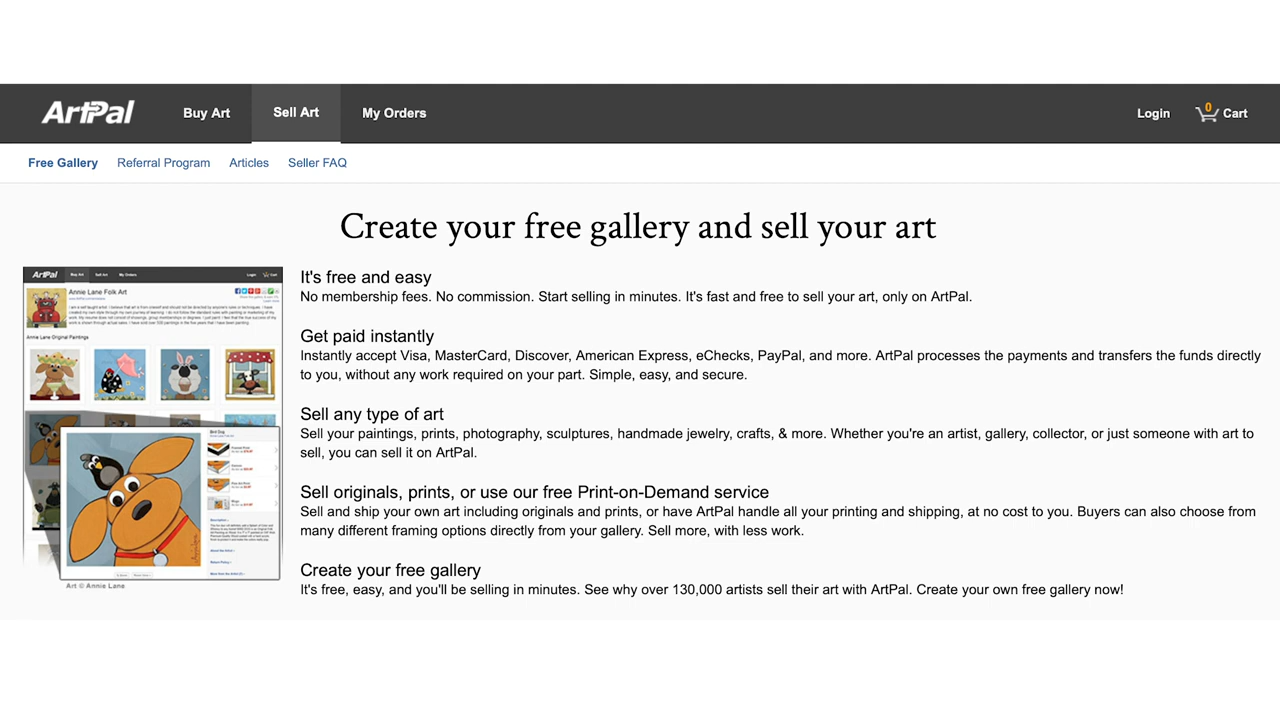 ArtPal
Buy Art
Sell Art
My Orders
Login
0
Cart
Free Gallery
Referral Program
Articles
Seller FAQ
Create your free gallery and sell your art
ArtPal Buy Art Sell Art My Orders Login Cart
Annie Lane Folk Art
Annie Lane Original Paintings
Bird Dog
Art © Annie Lane
It's free and easy
No membership fees. No commission. Start selling in minutes. It's fast and free to sell your art, only on ArtPal.
Get paid instantly
Instantly accept Visa, MasterCard, Discover, American Express, eChecks, PayPal, and more. ArtPal processes the payments and transfers the funds directly
to you, without any work required on your part. Simple, easy, and secure.
Sell any type of art
Sell your paintings, prints, photography, sculptures, handmade jewelry, crafts, & more. Whether you're an artist, gallery, collector, or just someone with art to
sell, you can sell it on ArtPal.
Sell originals, prints, or use our free Print-on-Demand service
Sell and ship your own art including originals and prints, or have ArtPal handle all your printing and shipping, at no cost to you. Buyers can also choose from
many different framing options directly from your gallery. Sell more, with less work.
Create your free gallery
It's free, easy, and you'll be selling in minutes. See why over 130,000 artists sell their art with ArtPal. Create your own free gallery now!